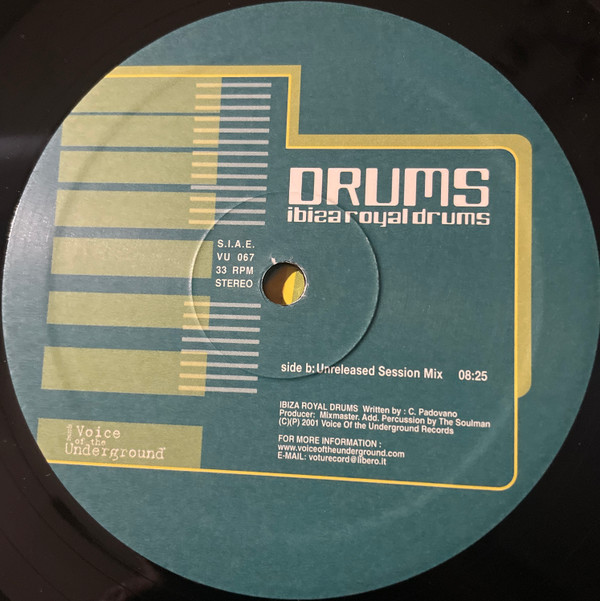 DRUMS
ibiza royal drums
S.I.A.E.
VU 067
33 RPM
STEREO
side b: Unreleased Session Mix 08:25
IBIZA ROYAL DRUMS Written by : C. Padovano
Producer: Mixmaster. Add. Percussion by The Soulman
(C)(P) 2001 Voice Of the Underground Records
FOR MORE INFORMATION :
www.voiceoftheunderground.com
E-MAIL: voturecord@libero.it
Voice
of the
Underground